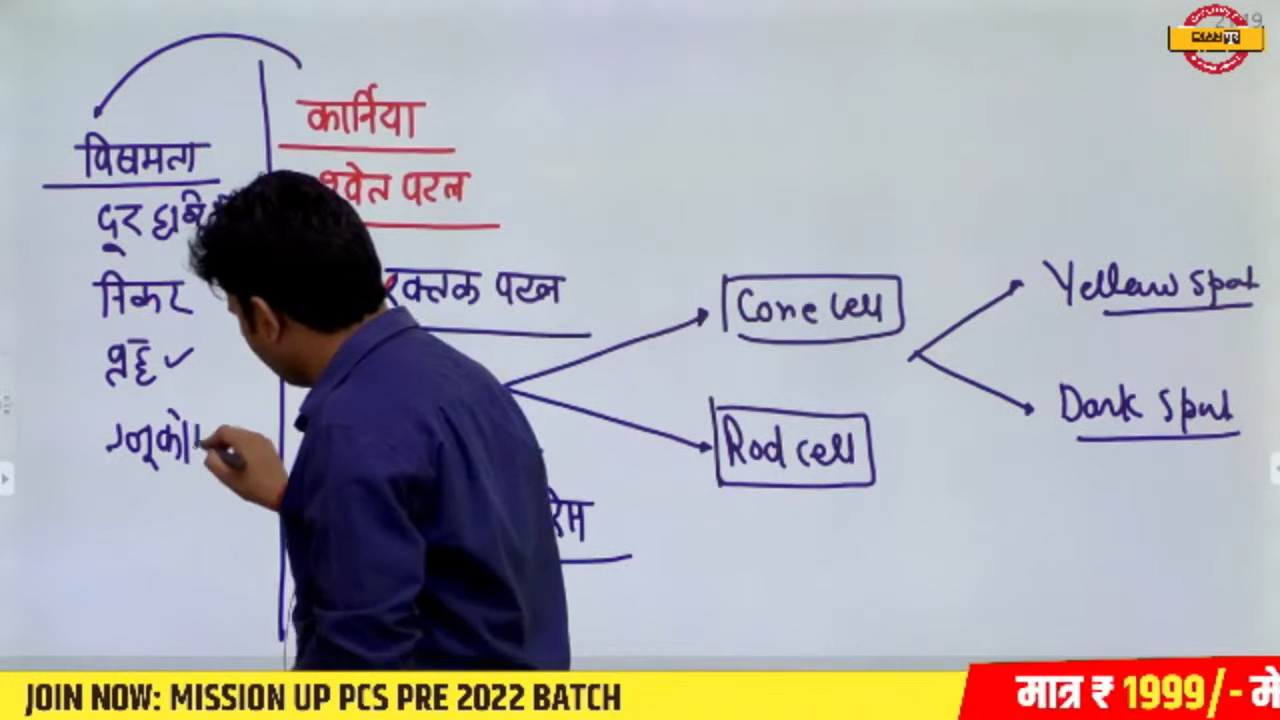 कार्निया
विषमता
श्वेत पटल
दूर दृष्टि
रक्तक पटल
निकट
Cone cell
Yellow Spot
Rod cell
Dark Spot
JOIN NOW: MISSION UP PCS PRE 2022 BATCH
मात्र ₹ 1999/- में